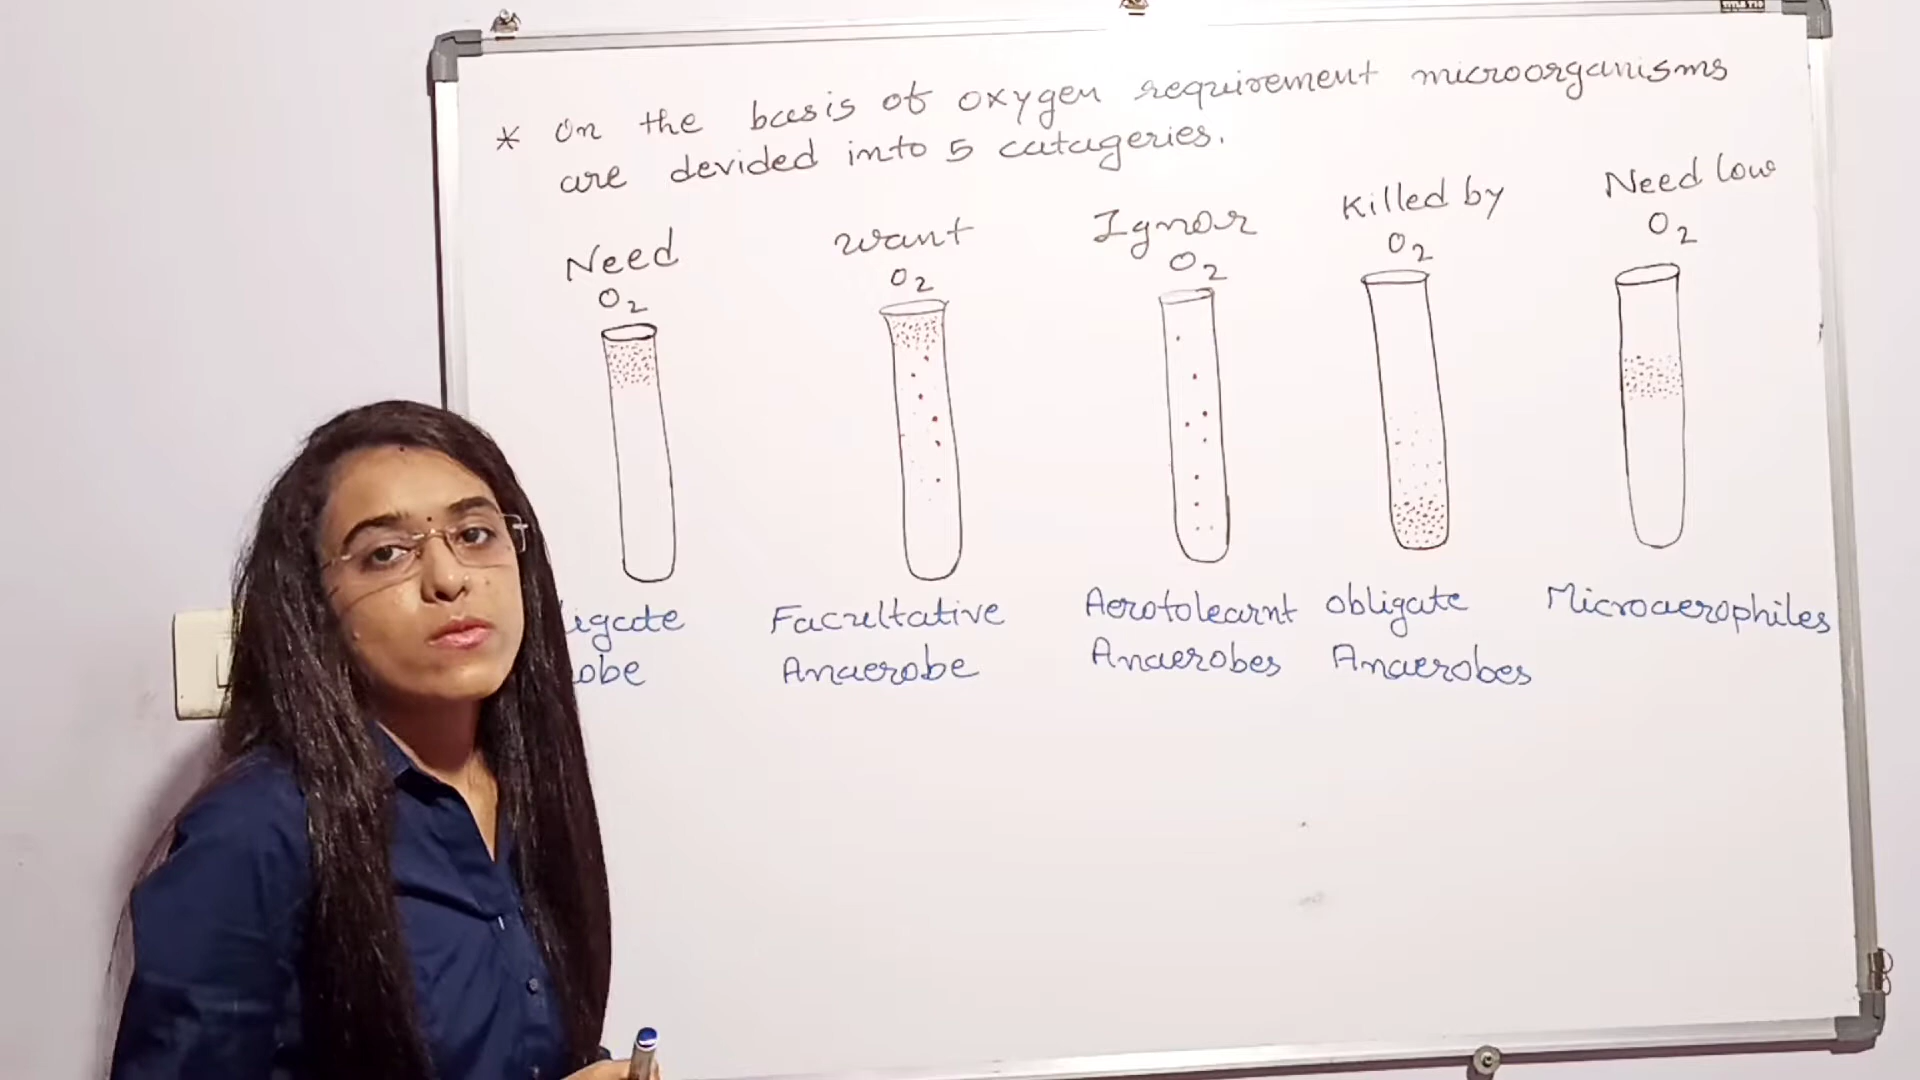 * On the basis of oxygen requirement microorganisms
are devided into 5 catageries.
Need
O2
want
O2
Ignor
O2
Killed by
O2
Need low
O2
ligate
obe
Facultative
Anaerobe
Aerotolearnt
Anaerobes
obligate
Anaerobes
Microaerophiles